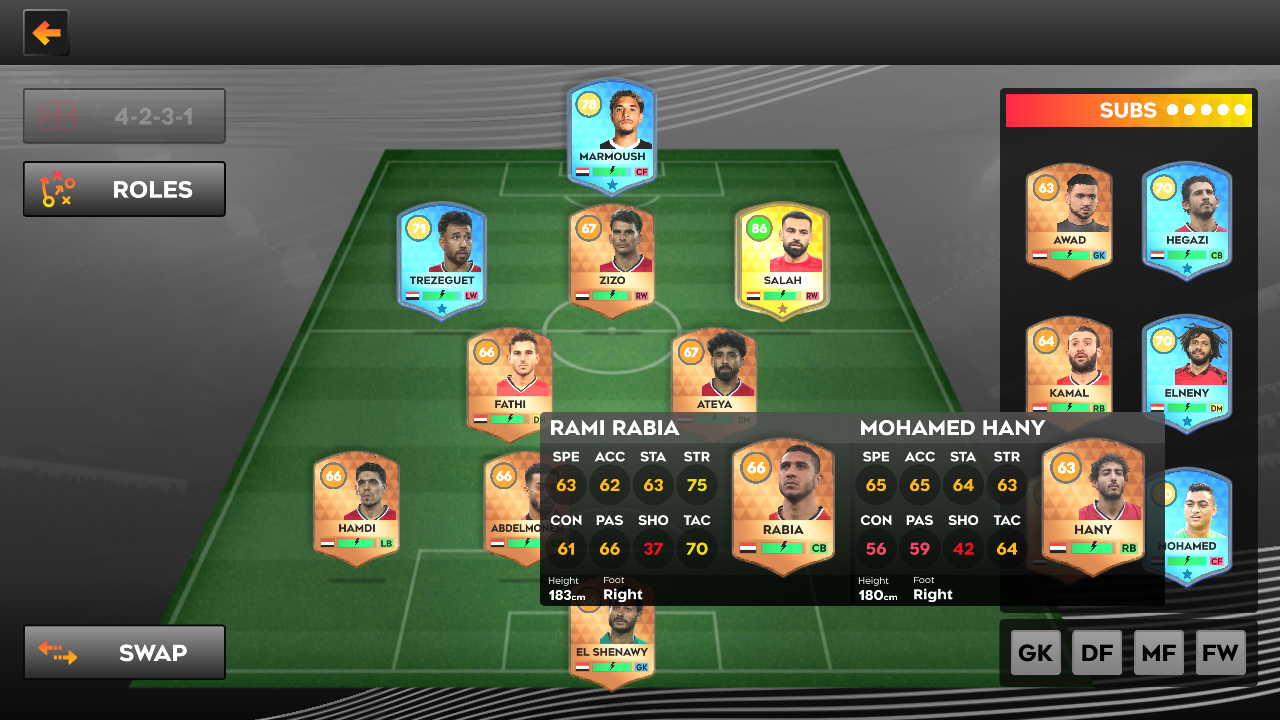 4-2-3-1
ROLES
SWAP
78
MARMOUSH
CF
71
TREZEGUET
LW
67
ZIZO
RW
86
SALAH
RW
66
FATHI
67
ATEYA
DM
66
HAMDI
LB
66
EL SHENAWY
GK
RAMI RABIA
SPE ACC STA STR
63 62 63 75
CON PAS SHO TAC
61 66 37 70
Height Foot
183cm Right
66
RABIA
CB
MOHAMED HANY
SPE ACC STA STR
65 65 64 63
CON PAS SHO TAC
56 59 42 64
Height Foot
180cm Right
63
HANY
RB
SUBS
63
AWAD
GK
70
HEGAZI
CB
64
KAMAL
RB
70
ELNENY
DM
MOHAMED
CF
GK DF MF FW